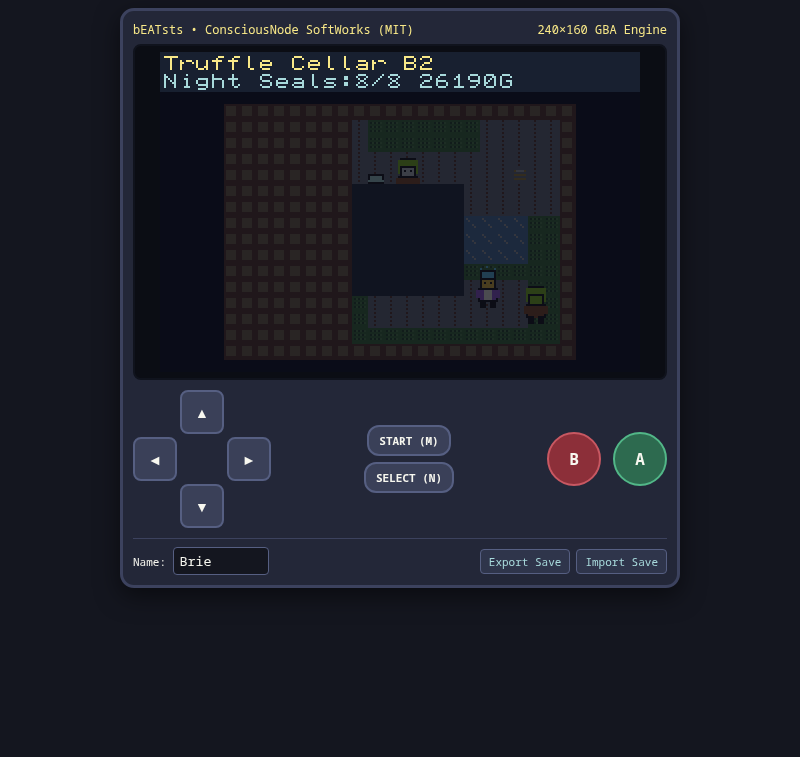 bEATsts • ConsciousNode SoftWorks (MIT)
240×160 GBA Engine
Truffle Cellar B2
Night Seals:8/8 26190G
▲
◀
▶
▼
START (M)
SELECT (N)
B
A
Name:
Brie
Export Save
Import Save